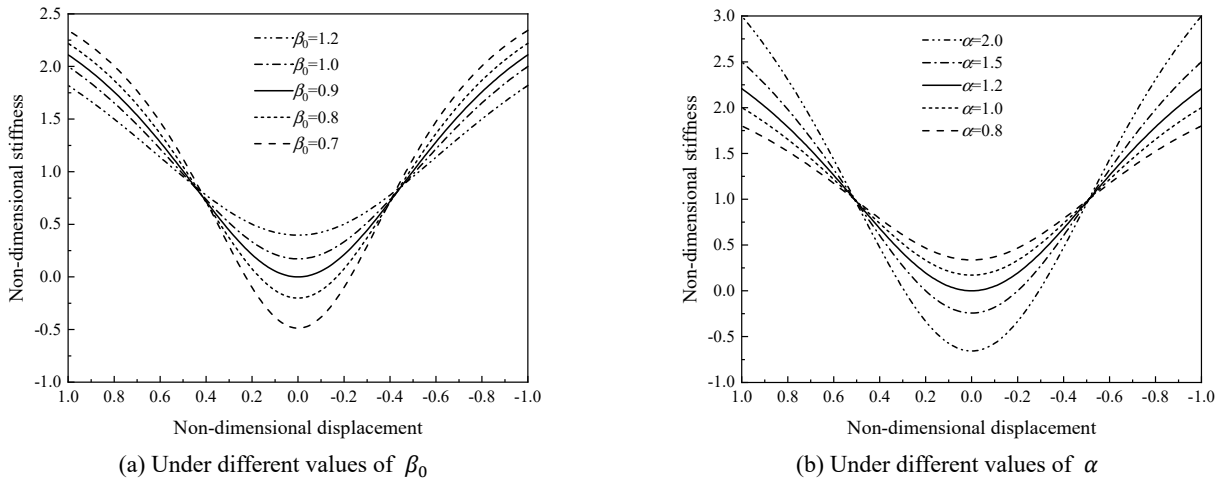 2.5
2.0
1.5
1.0
0.5
0.0
-0.5
-1.0
Non-dimensional stiffness
β₀=1.2
β₀=1.0
β₀=0.9
β₀=0.8
β₀=0.7
1.0 0.8 0.6 0.4 0.2 0.0 -0.2 -0.4 -0.6 -0.8 -1.0
Non-dimensional displacement
(a) Under different values of β₀
3.0
2.5
2.0
1.5
1.0
0.5
0.0
-0.5
-1.0
Non-dimensional stiffness
α=2.0
α=1.5
α=1.2
α=1.0
α=0.8
1.0 0.8 0.6 0.4 0.2 0.0 -0.2 -0.4 -0.6 -0.8 -1.0
Non-dimensional displacement
(b) Under different values of α